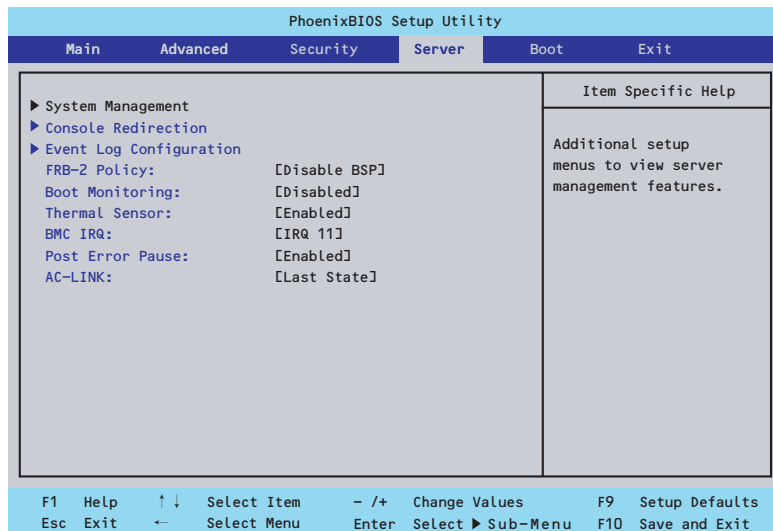 PhoenixBIOS Setup Utility
Main Advanced Security Server Boot Exit
▶ System Management
▶ Console Redirection
▶ Event Log Configuration
FRB-2 Policy: [Disable BSP]
Boot Monitoring: [Disabled]
Thermal Sensor: [Enabled]
BMC IRQ: [IRQ 11]
Post Error Pause: [Enabled]
AC-LINK: [Last State]
Item Specific Help
Additional setup
menus to view server
management features.
F1 Help ↑↓ Select Item - /+ Change Values F9 Setup Defaults
Esc Exit ← Select Menu Enter Select ▶ Sub-Menu F10 Save and Exit